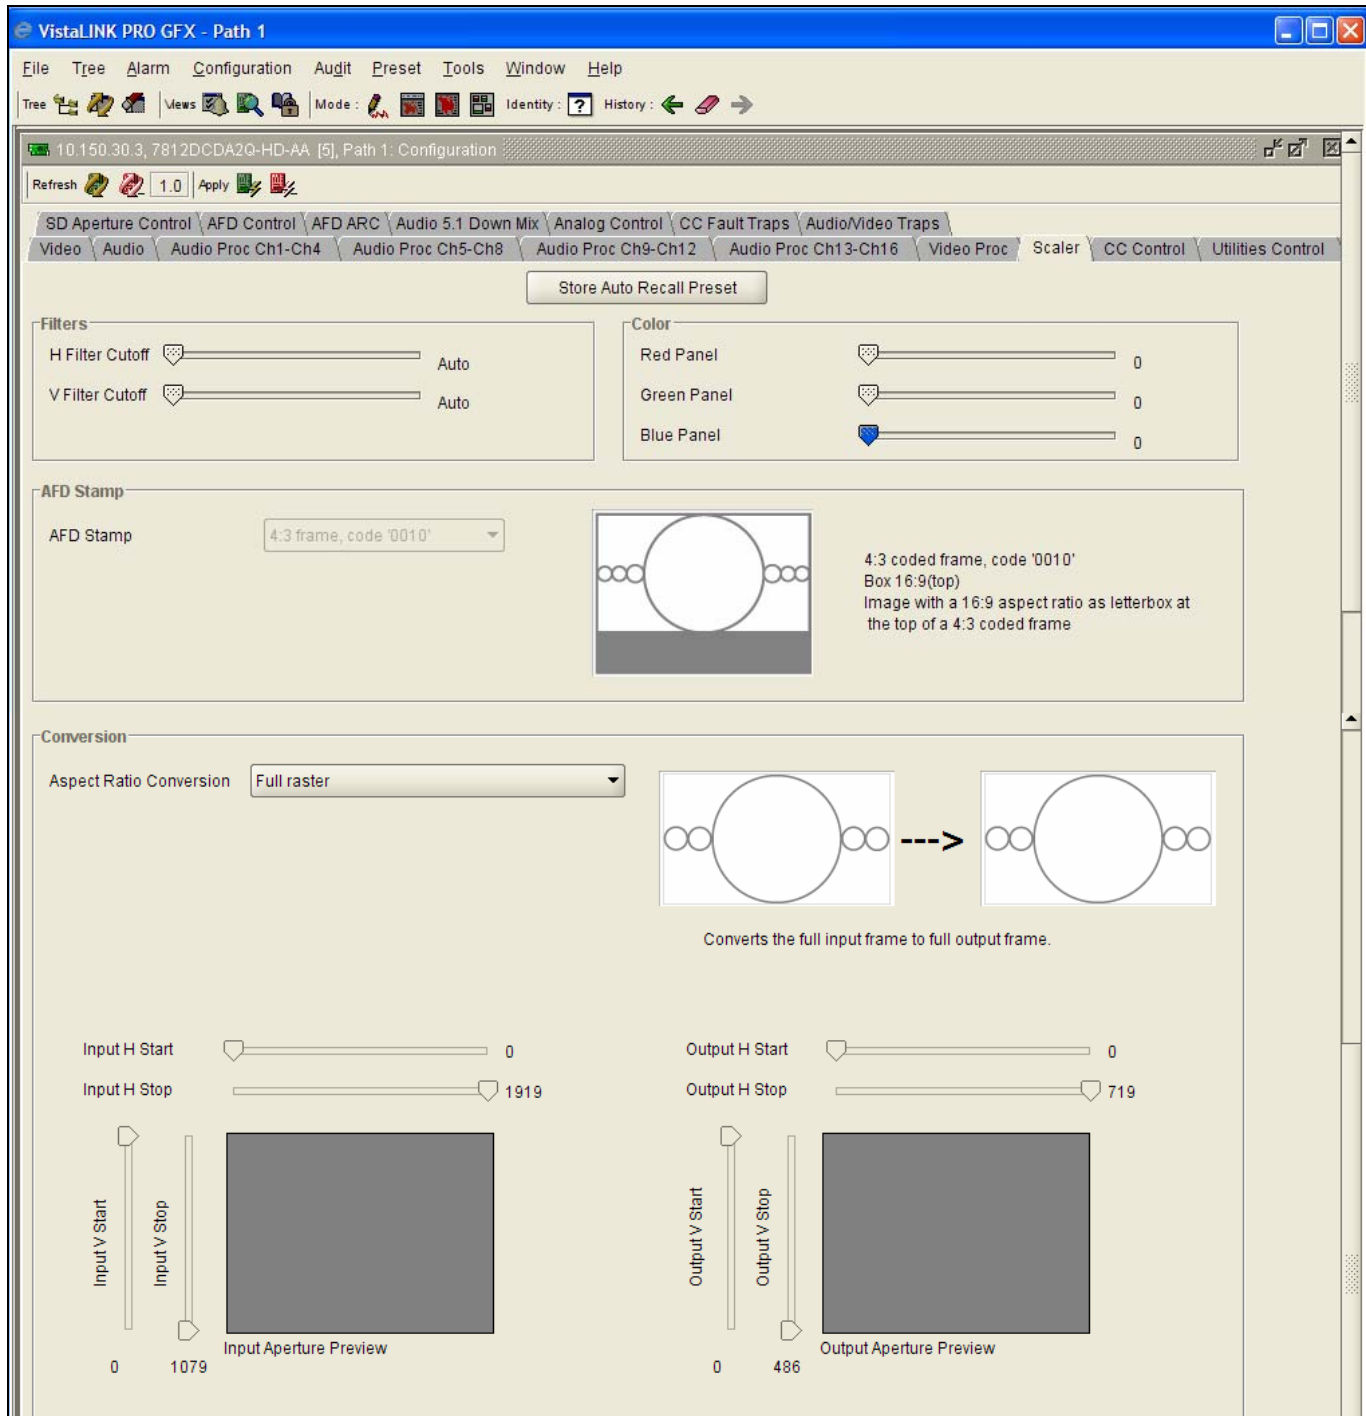 VistaLINK PRO GFX - Path 1
File Tree Alarm Configuration Audit Preset Tools Window Help
Tree Views Mode : Identity : ? History :
10.150.30.3, 7812DCDA2Q-HD-AA [5], Path 1: Configuration
Refresh 1.0 Apply
SD Aperture Control AFD Control AFD ARC Audio 5.1 Down Mix Analog Control CC Fault Traps Audio/Video Traps
Video Audio Audio Proc Ch1-Ch4 Audio Proc Ch5-Ch8 Audio Proc Ch9-Ch12 Audio Proc Ch13-Ch16 Video Proc Scaler CC Control Utilities Control
Store Auto Recall Preset
Filters
H Filter Cutoff Auto
V Filter Cutoff Auto
Color
Red Panel 0
Green Panel 0
Blue Panel 0
AFD Stamp
AFD Stamp 4:3 frame, code '0010'
4:3 coded frame, code '0010'
Box 16:9(top)
Image with a 16:9 aspect ratio as letterbox at
the top of a 4:3 coded frame
Conversion
Aspect Ratio Conversion Full raster
--->
Converts the full input frame to full output frame.
Input H Start 0
Input H Stop 1919
Input V Start
Input V Stop
Input Aperture Preview
0 1079
Output H Start 0
Output H Stop 719
Output V Start
Output V Stop
Output Aperture Preview
0 486